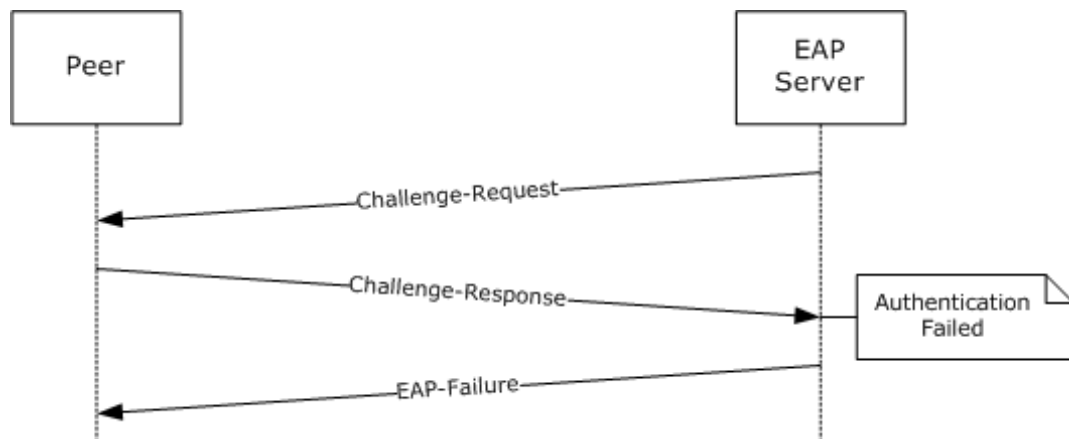 Peer
EAP
Server
Challenge-Request
Challenge-Response
Authentication
Failed
EAP-Failure